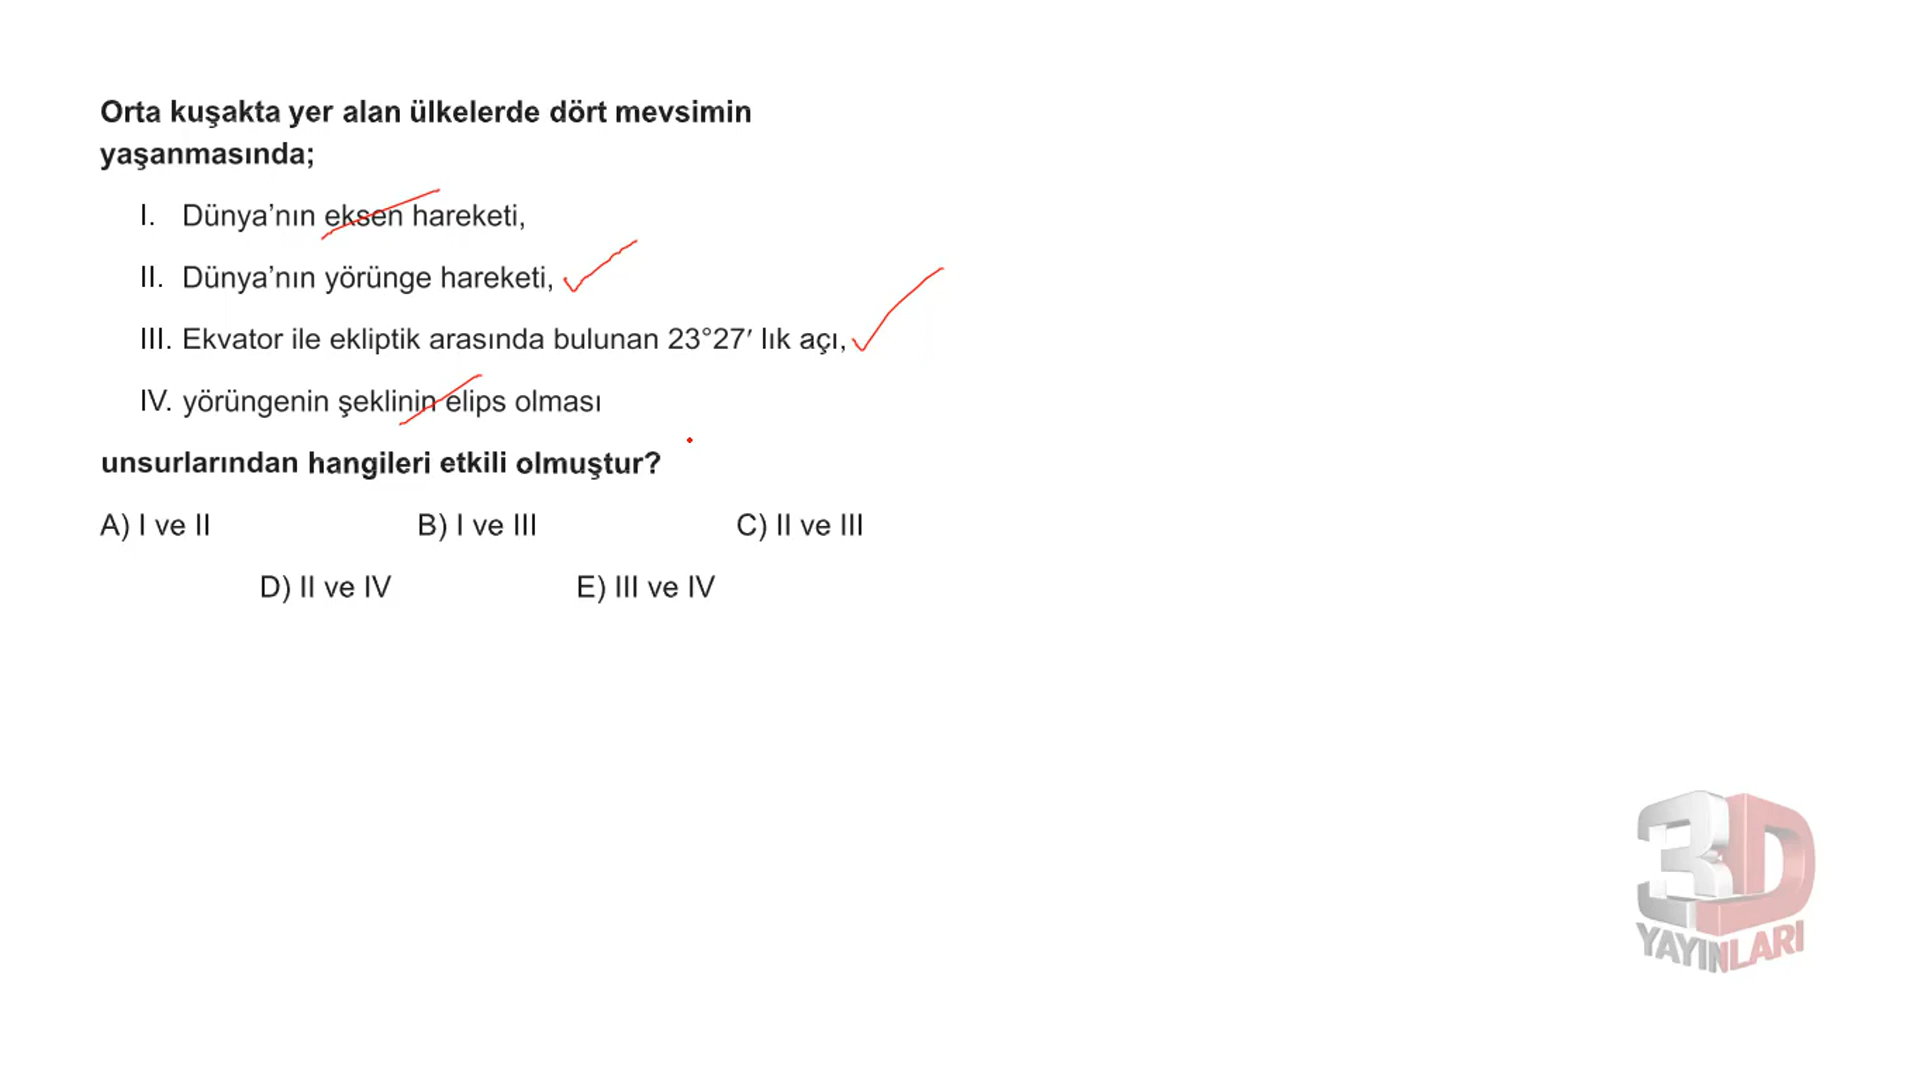 Orta kuşakta yer alan ülkelerde dört mevsimin
yaşanmasında;
I. Dünya’nın eksen hareketi,
II. Dünya’nın yörünge hareketi,
III. Ekvator ile ekliptik arasında bulunan 23°27′ lık açı,
IV. yörüngenin şeklinin elips olması
unsurlarından hangileri etkili olmuştur?
A) I ve II B) I ve III C) II ve III
D) II ve IV E) III ve IV
3D
YAYINLARI